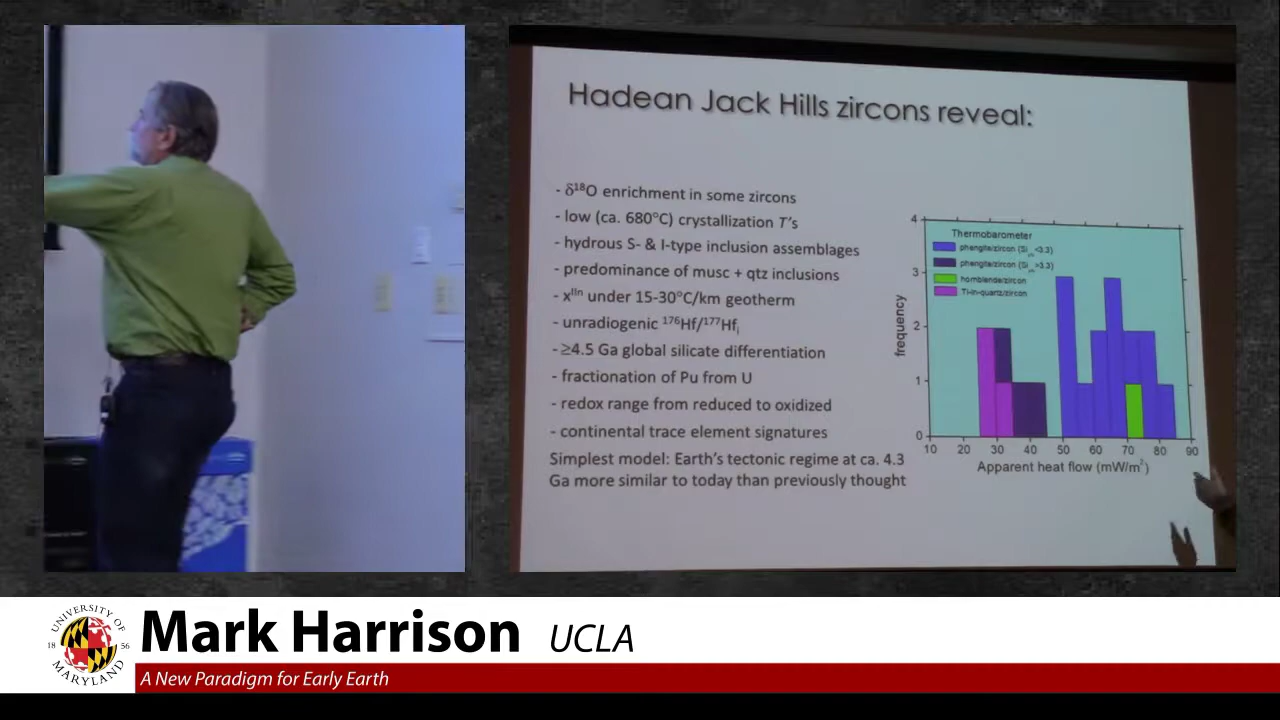 Hadean Jack Hills zircons reveal:
- δ¹⁸O enrichment in some zircons
- low (ca. 680°C) crystallization T's
- hydrous S- & I-type inclusion assemblages
- predominance of musc + qtz inclusions
- xˡˡⁿ under 15-30°C/km geotherm
- unradiogenic ¹⁷⁶Hf/¹⁷⁷Hfᵢ
- ≥4.5 Ga global silicate differentiation
- fractionation of Pu from U
- redox range from reduced to oxidized
- continental trace element signatures
Simplest model: Earth's tectonic regime at ca. 4.3
Ga more similar to today than previously thought
Thermobarometer
phengite/zircon (Si <3.3)
phengite/zircon (Si >3.3)
hornblende/zircon
Ti-in-quartz/zircon
4
3
2
1
0
frequency
10 20 30 40 50 60 70 80 90
Apparent heat flow (mW/m²)
UNIVERSITY OF
18 56
MARYLAND
Mark Harrison UCLA
A New Paradigm for Early Earth